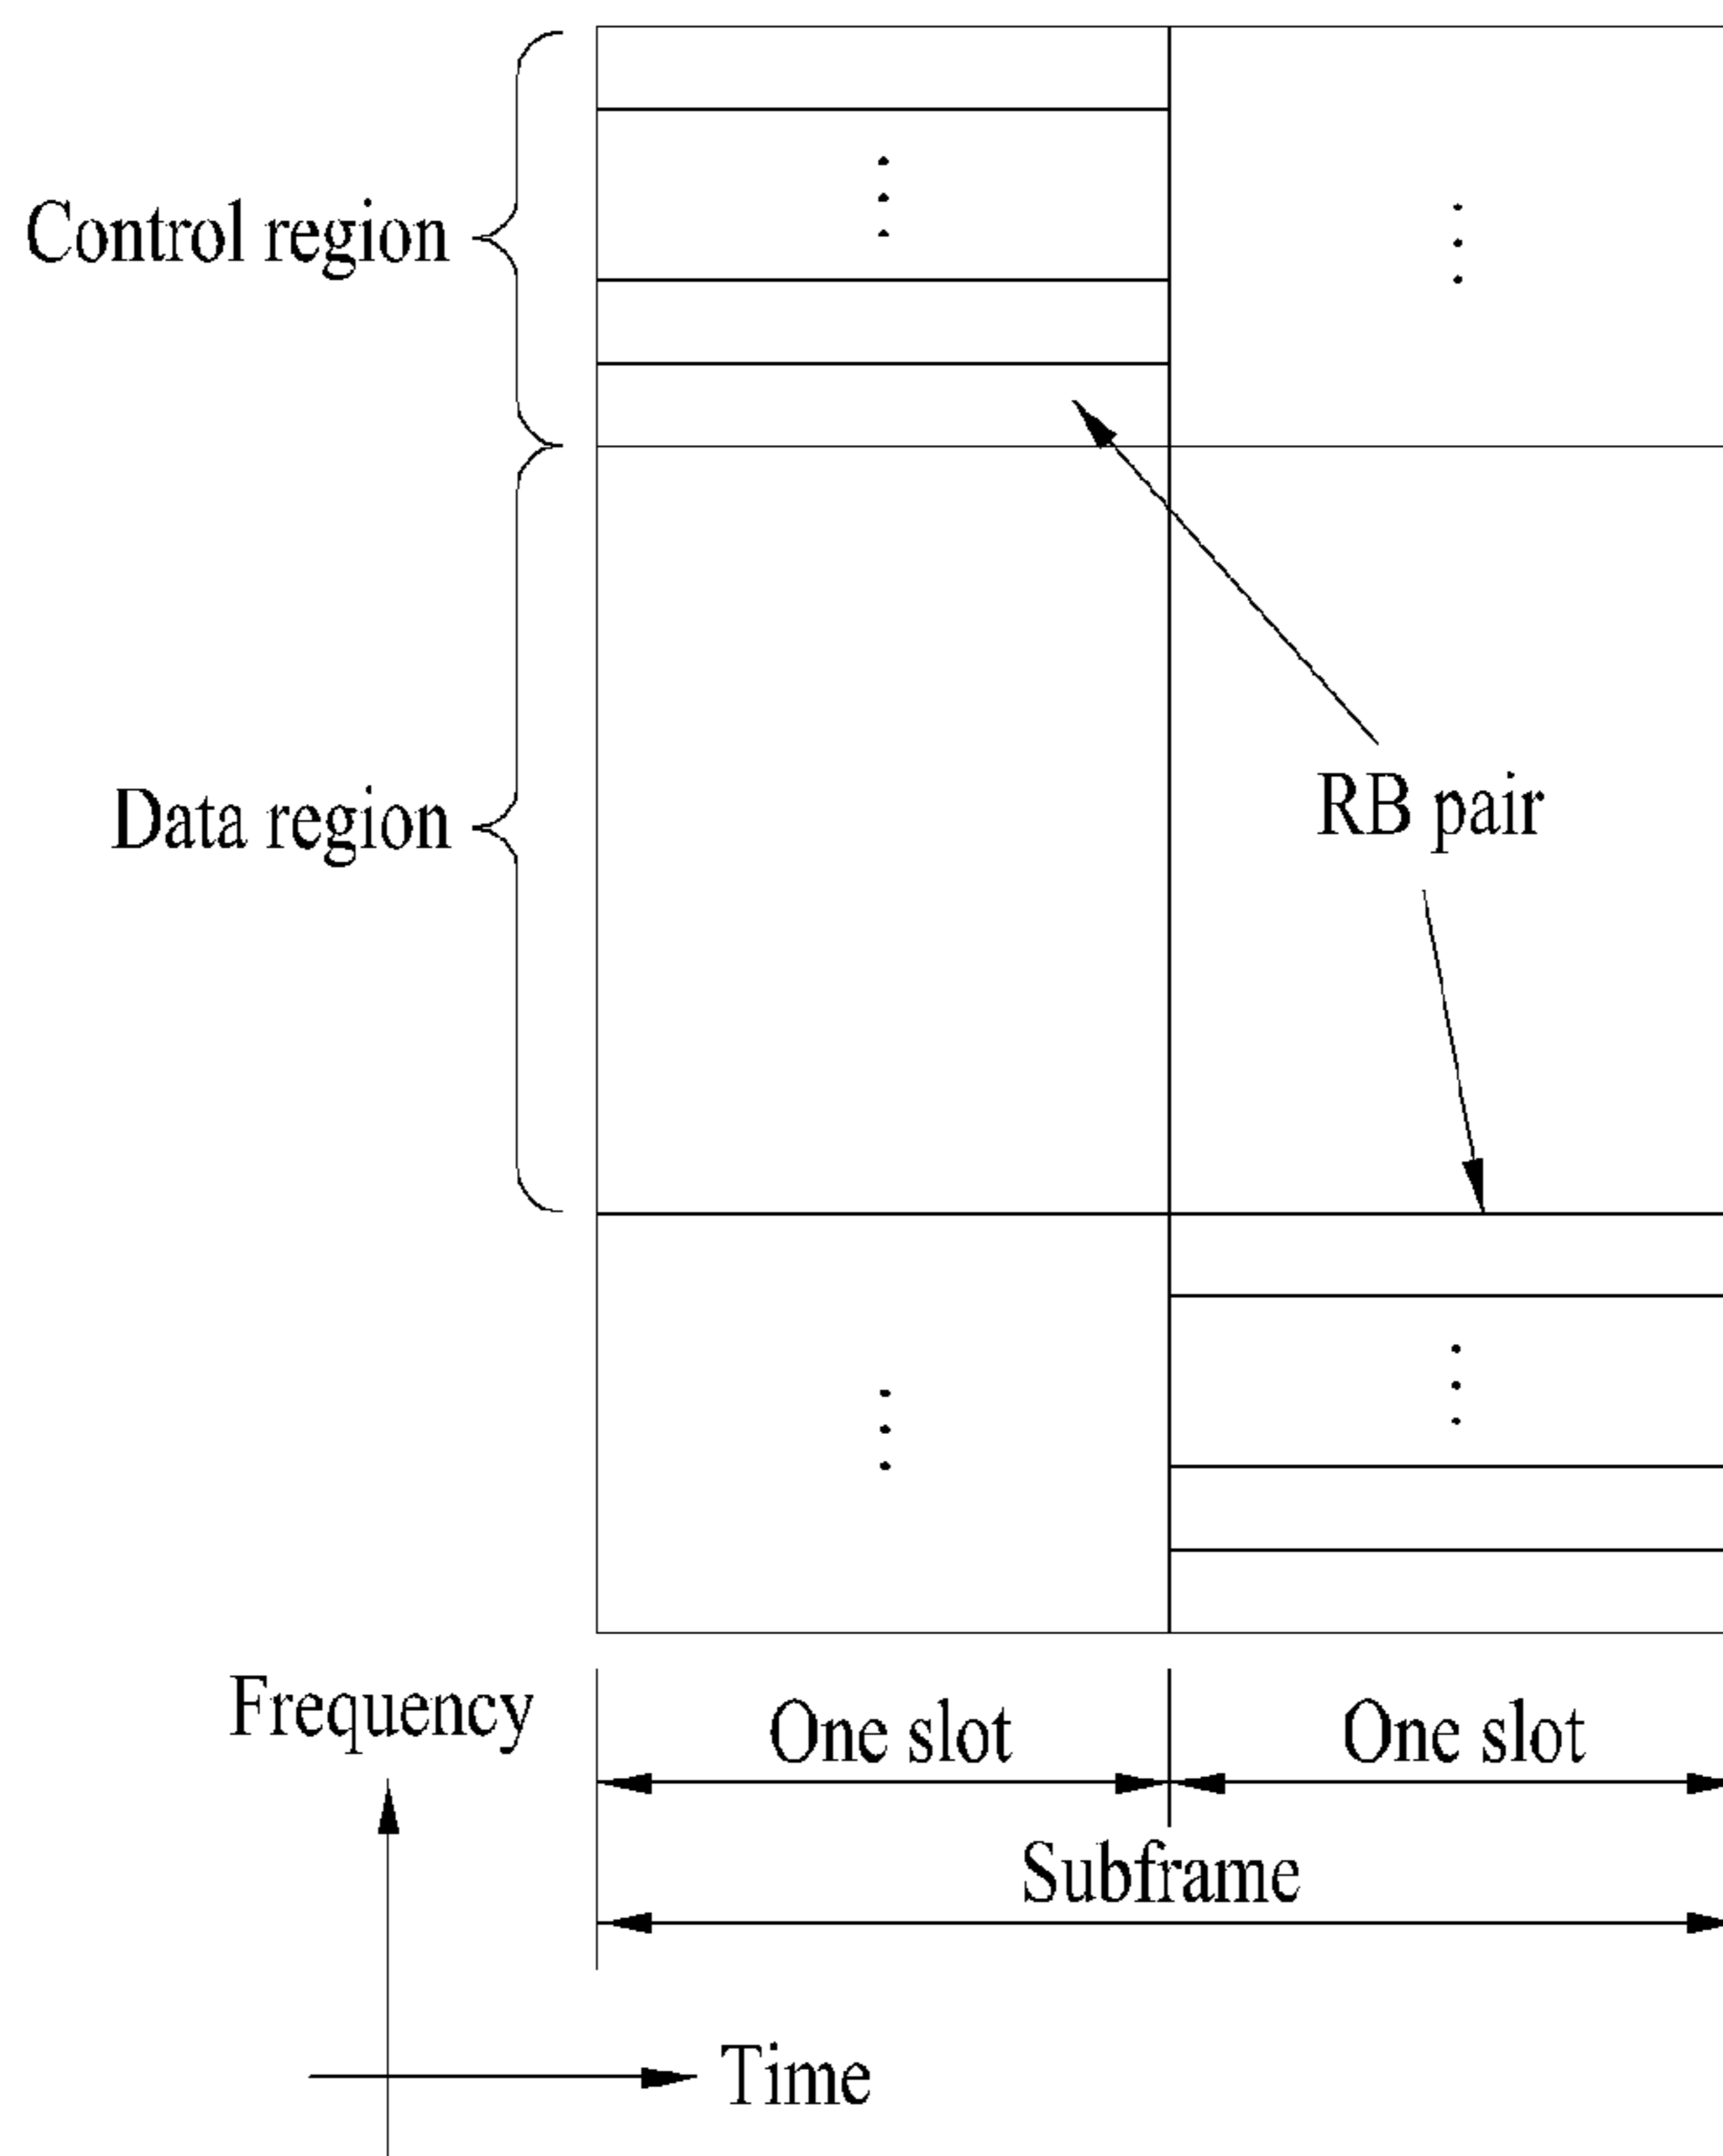 Control region
Data region
RB pair
Frequency
One slot
One slot
Subframe
Time